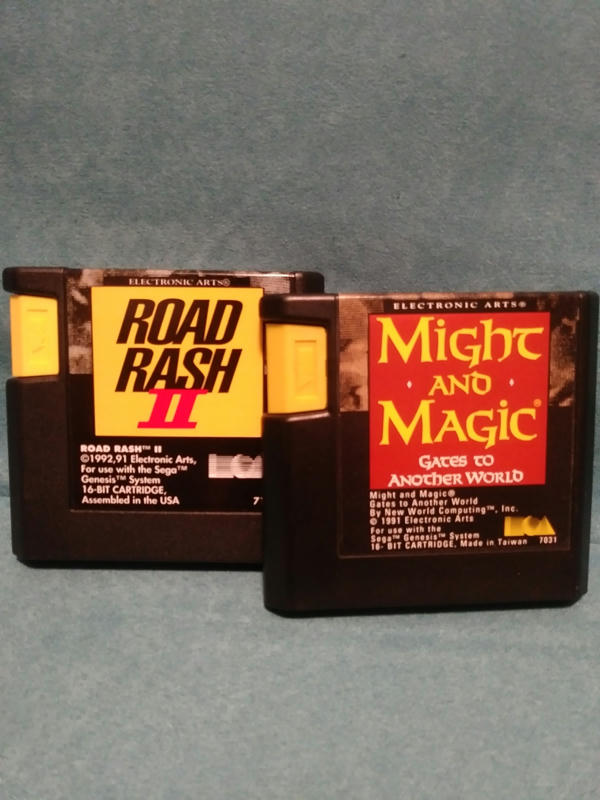 ELECTRONIC ARTS®
ROAD
RASH
II
ROAD RASH™ II
©1992,91 Electronic Arts,
For use with the Sega™
Genesis™ System
16-BIT CARTRIDGE,
Assembled in the USA
EA
ELECTRONIC ARTS®
Might
AND
Magic®
GATES TO
ANOTHER WORLD
Might and Magic®
Gates to Another World
By New World Computing™, Inc.
© 1991 Electronic Arts
For use with the
Sega™ Genesis™ System
16- BIT CARTRIDGE, Made in Taiwan
EA
7031